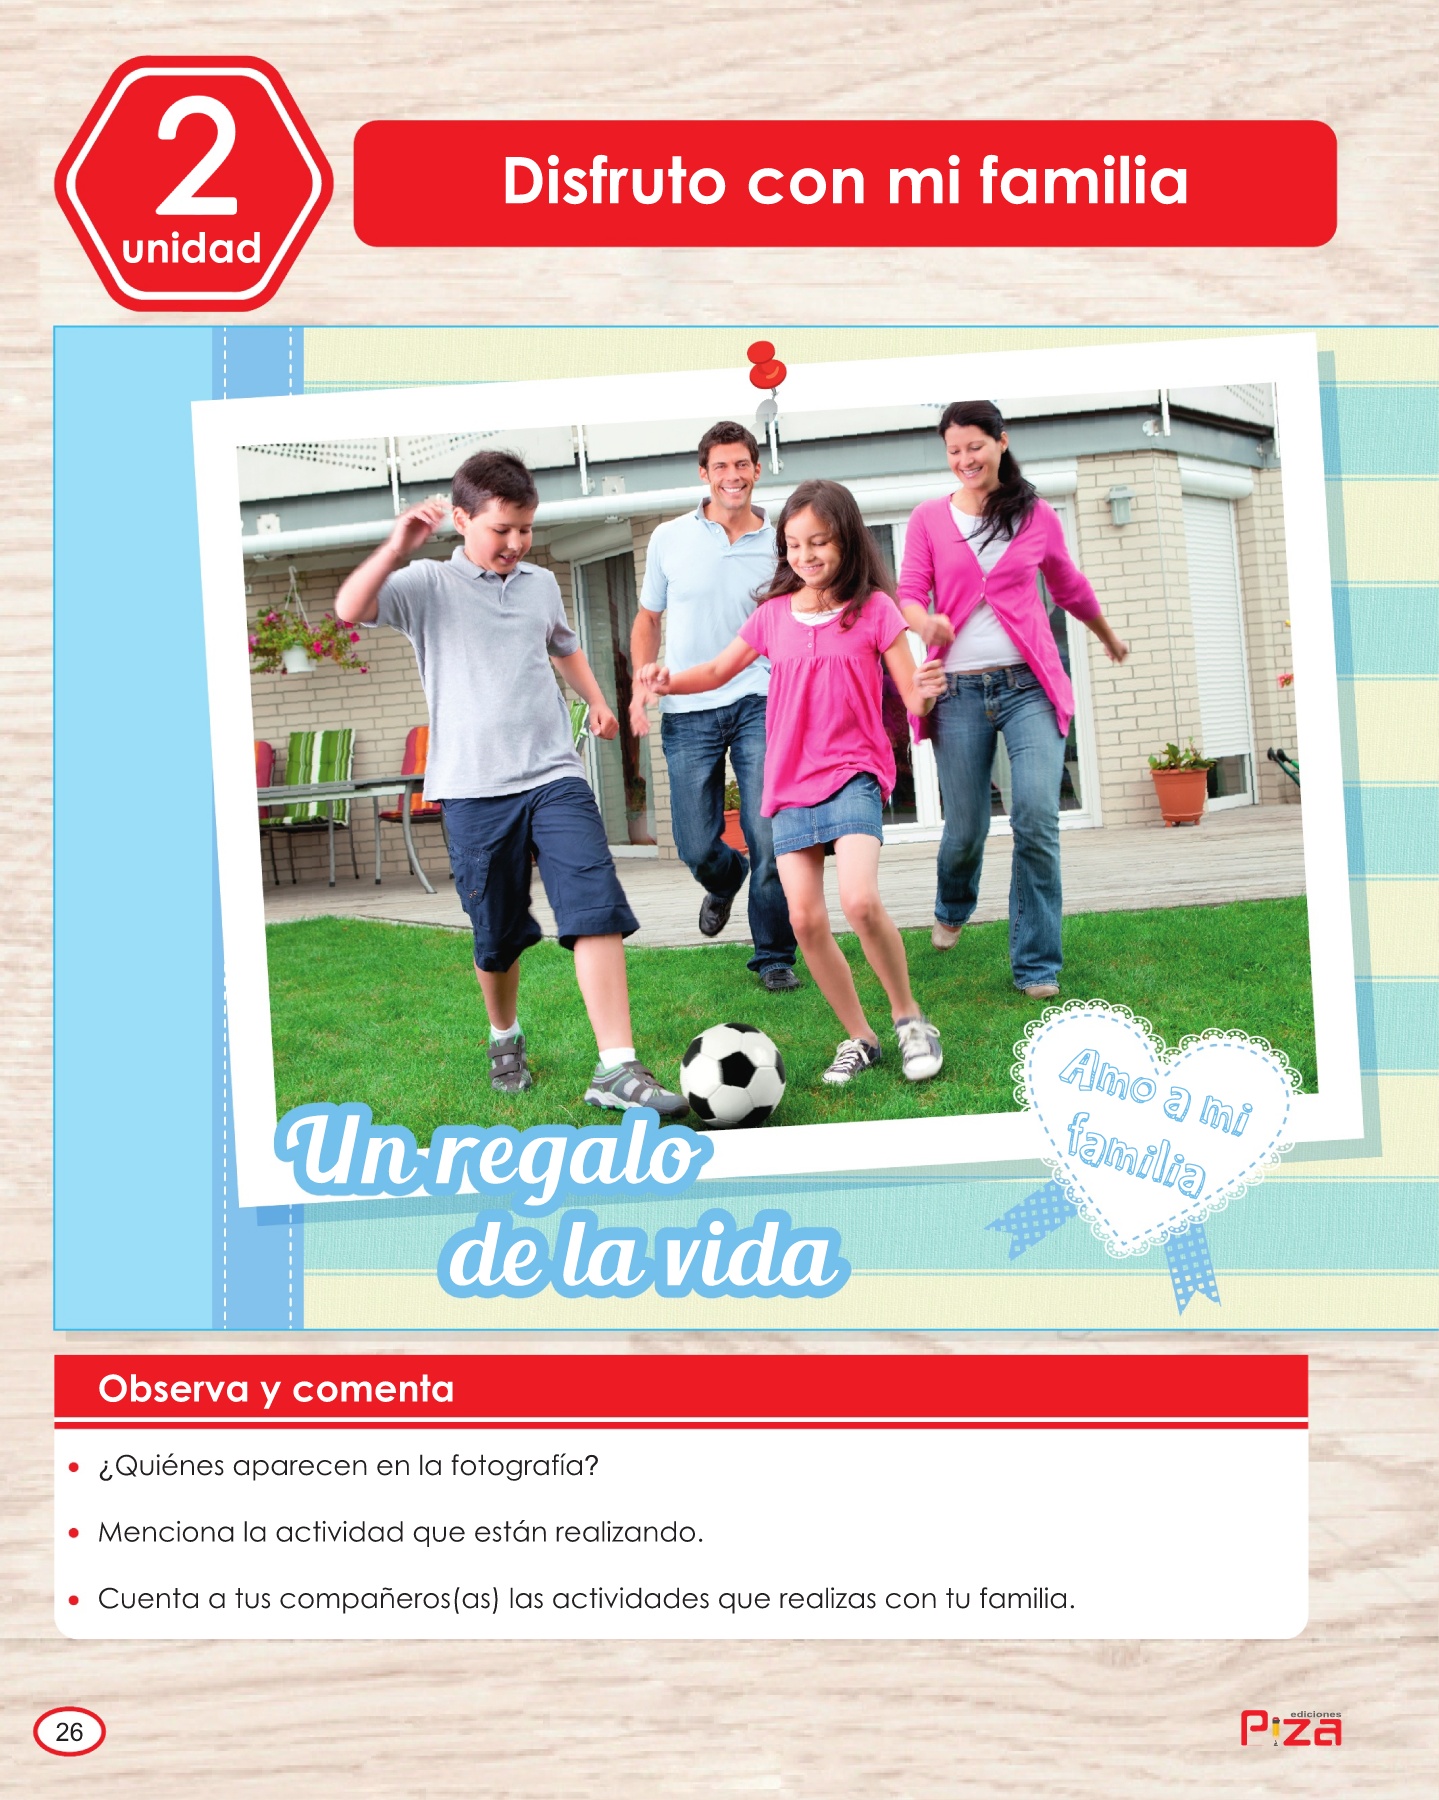 2
unidad
Disfruto con mi familia
Amo a mi
familia
Un regalo
de la vida
Observa y comenta
• ¿Quiénes aparecen en la fotografía?
• Menciona la actividad que están realizando.
• Cuenta a tus compañeros(as) las actividades que realizas con tu familia.
26
ediciones
Piza